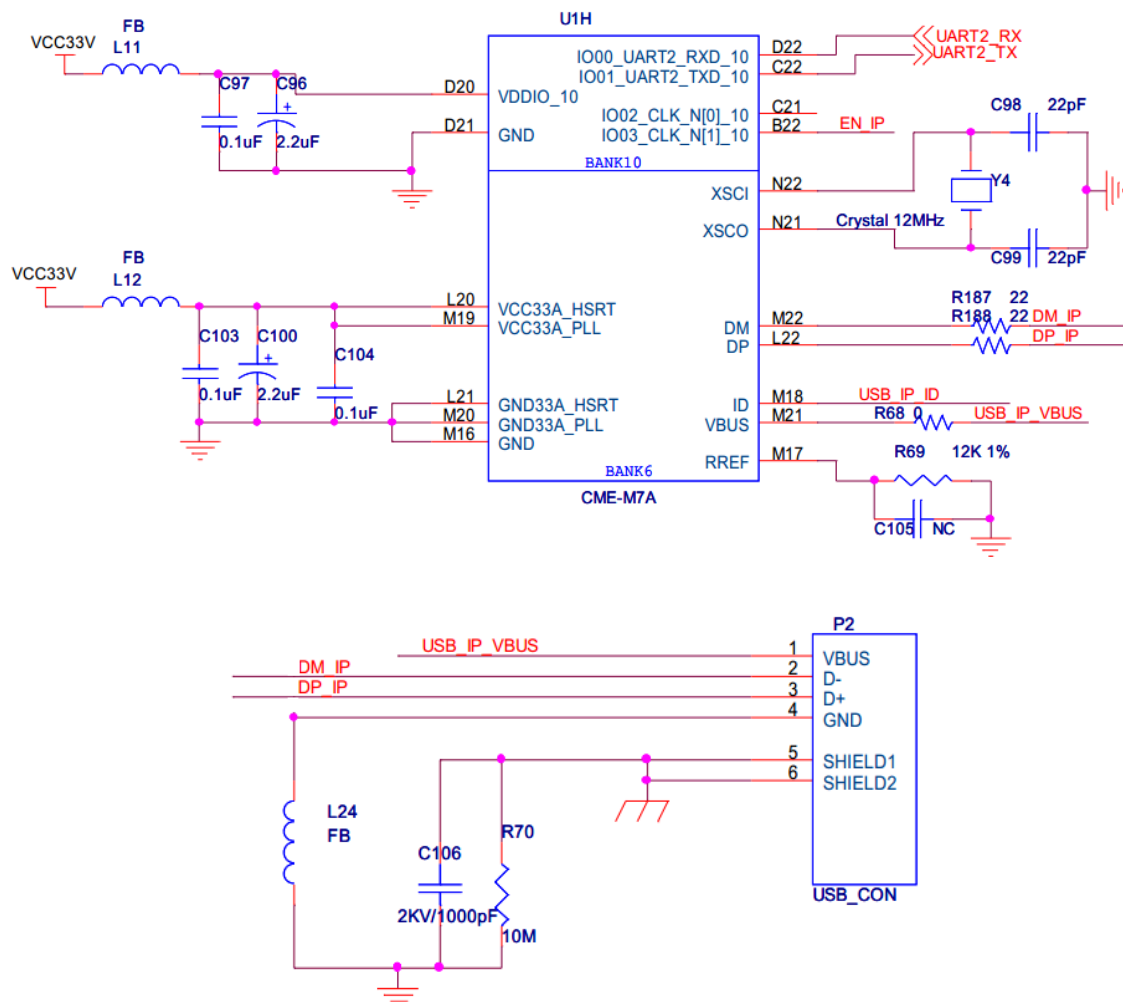 U1H
FB
L11
VCC33V
C97
C96
+
0.1uF
2.2uF
D20
VDDIO_10
D21
GND
IO00_UART2_RXD_10
D22
UART2_RX
IO01_UART2_TXD_10
C22
UART2_TX
IO02_CLK_N[0]_10
C21
IO03_CLK_N[1]_10
B22
EN_IP
BANK10
C98
22pF
XSCI
N22
Y4
XSCO
N21
Crystal 12MHz
C99
22pF
FB
L12
VCC33V
L20
VCC33A_HSRT
M19
VCC33A_PLL
C103
C100
+
C104
0.1uF
2.2uF
0.1uF
L21
GND33A_HSRT
M20
GND33A_PLL
M16
GND
R187
22
DM
M22
R188
22
DM_IP
DP
L22
DP_IP
ID
M18
USB_IP_ID
VBUS
M21
R68
0
USB_IP_VBUS
RREF
M17
R69
12K 1%
C105
NC
BANK6
CME-M7A
P2
USB_IP_VBUS
1
VBUS
DM_IP
2
D-
DP_IP
3
D+
4
GND
5
SHIELD1
6
SHIELD2
L24
FB
C106
R70
2KV/1000pF
10M
USB_CON